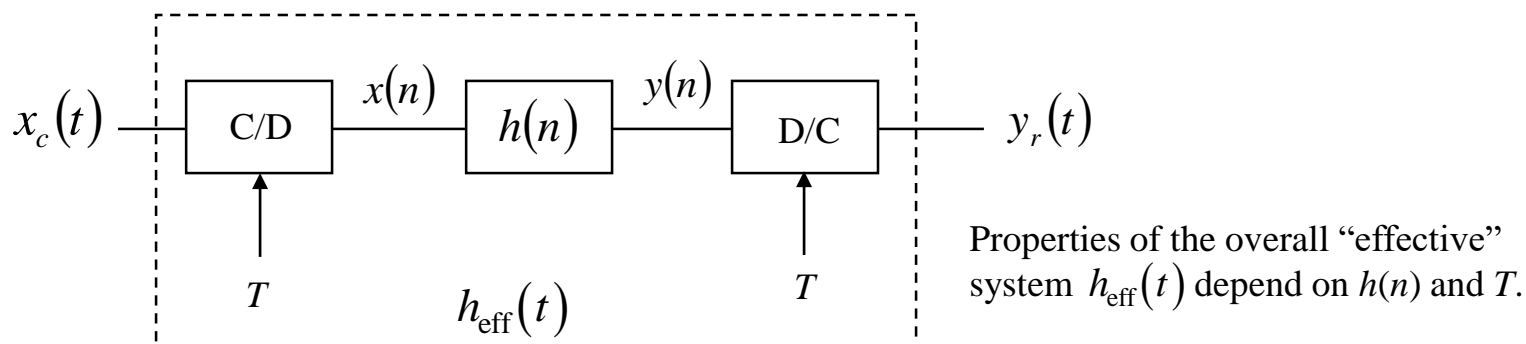 x_c(t) C/D x(n) h(n) y(n) D/C y_r(t)
T T
h_eff(t)
Properties of the overall “effective”
system h_eff(t) depend on h(n) and T.